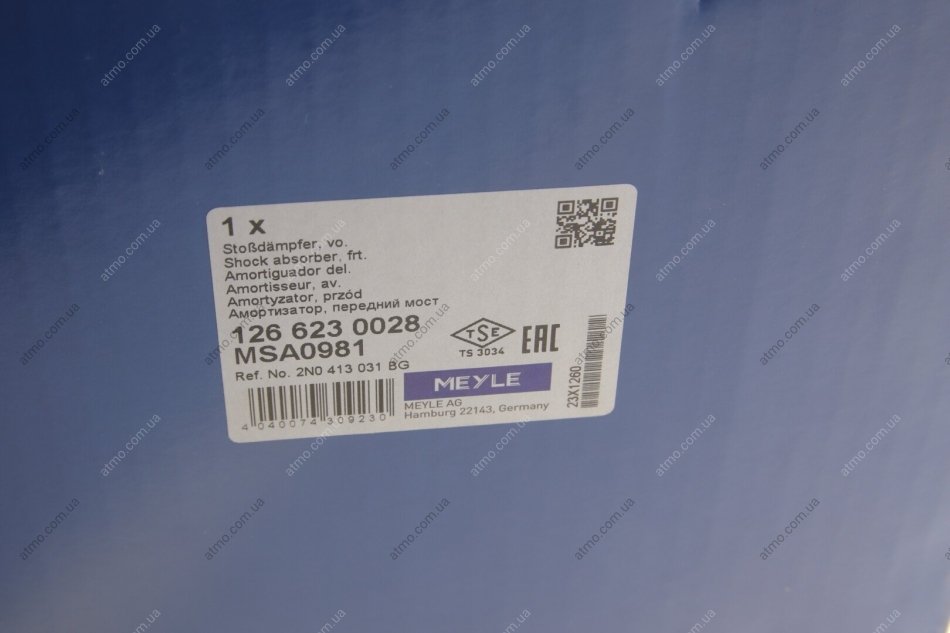 1 x
Stoßdämpfer, vo.
Shock absorber, frt.
Amortiguador del.
Amortisseur, av.
Amortyzator, przód
Амортизатор, передний мост
126 623 0028
MSA0981
Ref. No. 2N0 413 031 BG
4 040074 309230
TSE
TS 3034
EAC
MEYLE
MEYLE AG
Hamburg 22143, Germany
23X1260
atmo.com.ua